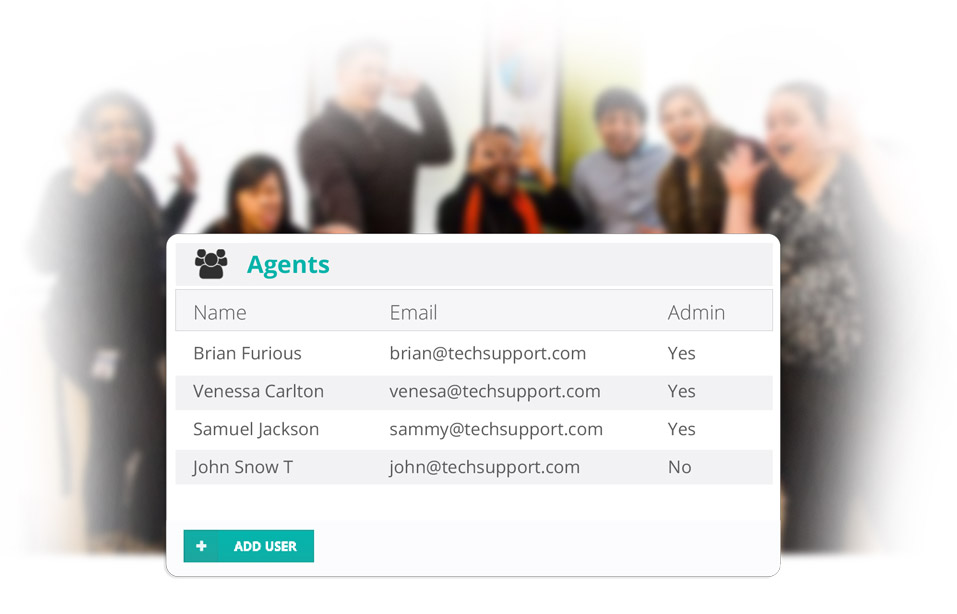 Agents
Name Email Admin
Brian Furious brian@techsupport.com Yes
Venessa Carlton venesa@techsupport.com Yes
Samuel Jackson sammy@techsupport.com Yes
John Snow T john@techsupport.com No
+ ADD USER